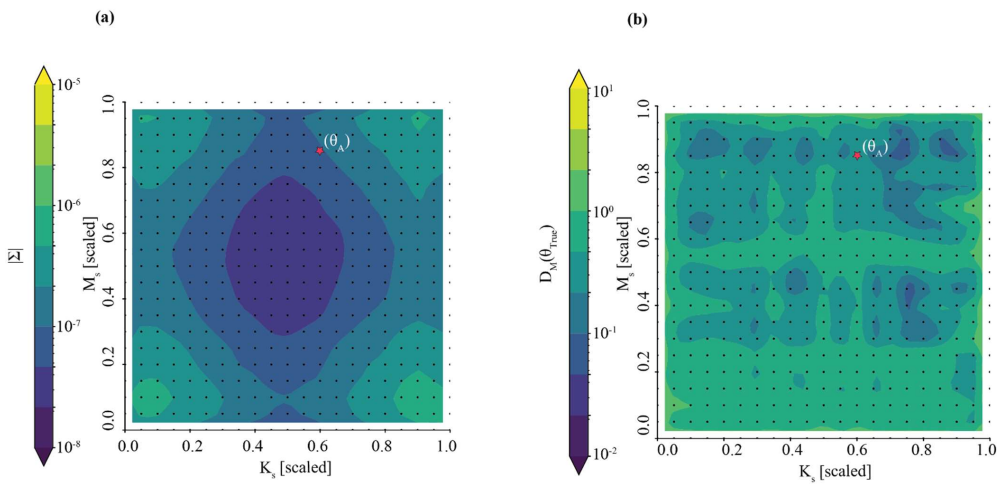 (a)
(b)
10^-5
10^-6
10^-7
10^-8
|Σ|
1.0
0.8
0.6
0.4
0.2
0.0
M_s [scaled]
(θ_A)
0.0 0.2 0.4 0.6 0.8 1.0
K_s [scaled]
10^1
10^0
10^-1
10^-2
D_M(θ_True)
1.0
0.8
0.6
0.4
0.2
0.0
M_s [scaled]
(θ_A)
0.0 0.2 0.4 0.6 0.8 1.0
K_s [scaled]